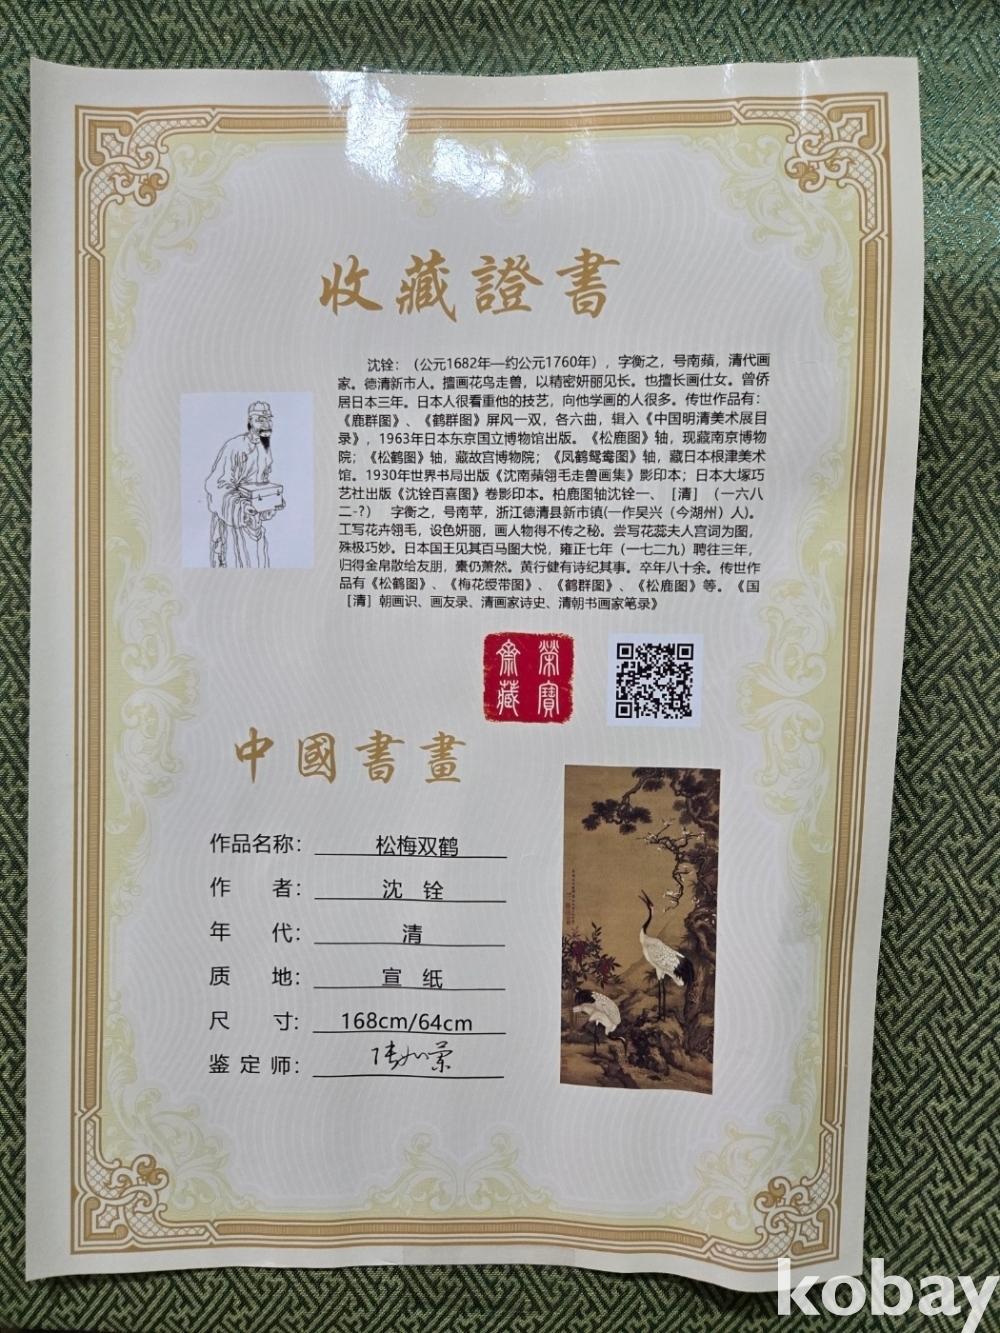 收藏證書
沈铨：（公元1682年—约公元1760年），字衡之，号南蘋，清代画
家。德清新市人。擅画花鸟走兽，以精密妍丽见长。也擅长画仕女。曾侨
居日本三年。日本人很看重他的技艺，向他学画的人很多。传世作品有：
《鹿群图》、《鹤群图》屏风一双，各六曲，辑入《中国明清美术展目
录》，1963年日本东京国立博物馆出版。《松鹿图》轴，现藏南京博物
院；《松鹤图》轴，藏故宫博物院；《凤鹤鸳鸯图》轴，藏日本根津美术
馆。1930年世界书局出版《沈南蘋翎毛走兽画集》影印本；日本大塚巧
艺社出版《沈铨百喜图》卷影印本。柏鹿图轴沈铨一、［清］（一六八
二-?） 字衡之，号南苹，浙江德清县新市镇(一作吴兴（今湖州）人)。
工写花卉翎毛，设色妍丽，画人物得不传之秘。尝写花蕊夫人宫词为图，
殊极巧妙。日本国王见其百马图大悦，雍正七年（一七二九）聘往三年，
归得金帛散给友朋，橐仍萧然。黄行健有诗纪其事。卒年八十余。传世作
品有《松鹤图》、《梅花绶带图》、《鹤群图》、《松鹿图》等。《国
［清］朝画识、画友录、清画家诗史、清朝书画家笔录》
榮寶
齋藏
中國書畫
作品名称： 松梅双鹤
作 者： 沈 铨
年 代： 清
质 地： 宣 纸
尺 寸： 168cm/64cm
鉴定师：
kobay